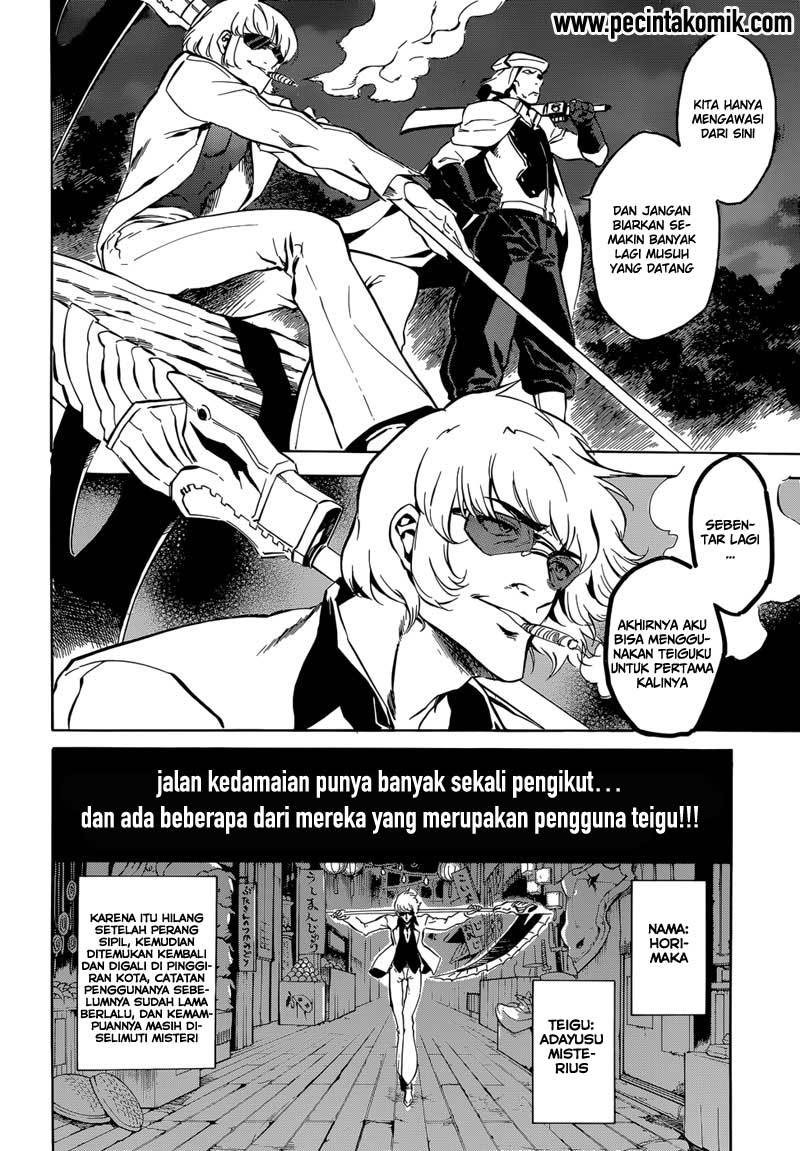 www.pecintakomik.com
KITA HANYA
MENGAWASI
DARI SINI
DAN JANGAN
BIARKAN SE-
MAKIN BANYAK
LAGI MUSUH
YANG DATANG
SEBEN-
TAR LAGI
...
AKHIRNYA AKU
BISA MENGGU-
NAKAN TEIGUKU
UNTUK PERTAMA
KALINYA
jalan kedamaian punya banyak sekali pengikut...
dan ada beberapa dari mereka yang merupakan pengguna teigu!!!
KARENA ITU HILANG
SETELAH PERANG
SIPIL, KEMUDIAN
DITEMUKAN KEMBALI
DAN DIGALI DI PINGGI-
RAN KOTA, CATATAN
PENGGUNANYA SEBE-
LUMNYA SUDAH LAMA
BERLALU, DAN KEMAM-
PUANNYA MASIH DI-
SELIMUTI MISTERI
NAMA:
HORI-
MAKA
TEIGU:
ADAYUSU
MISTE-
RIUS